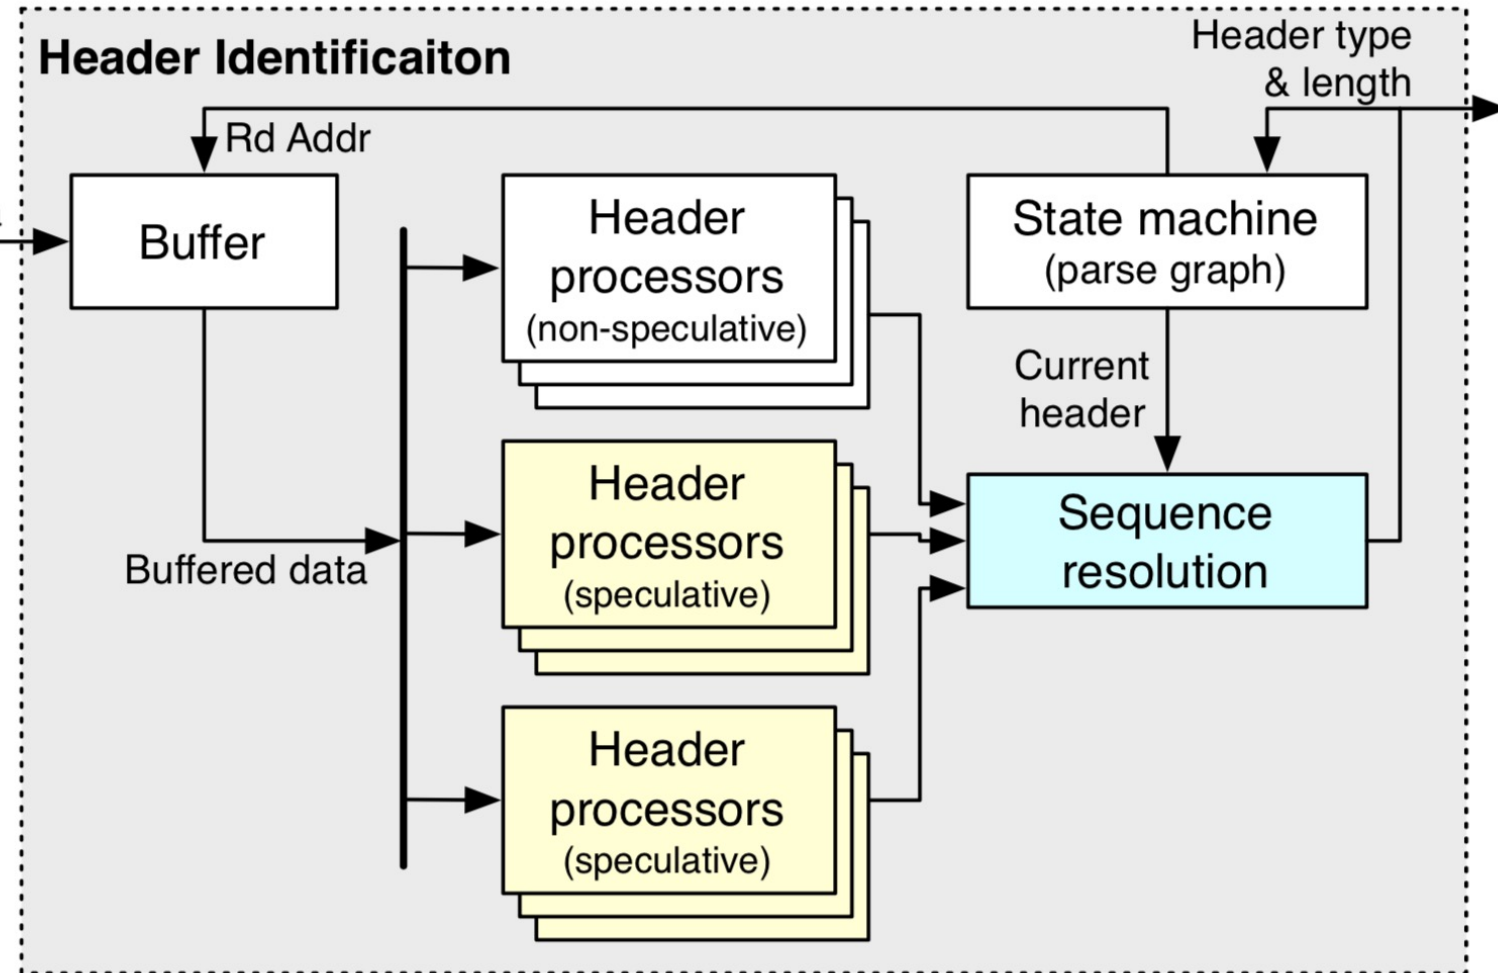 Header Identificaiton
Header type
& length
Rd Addr
Buffer
Header
processors
(non-speculative)
State machine
(parse graph)
Current
header
Header
processors
(speculative)
Sequence
resolution
Buffered data
Header
processors
(speculative)